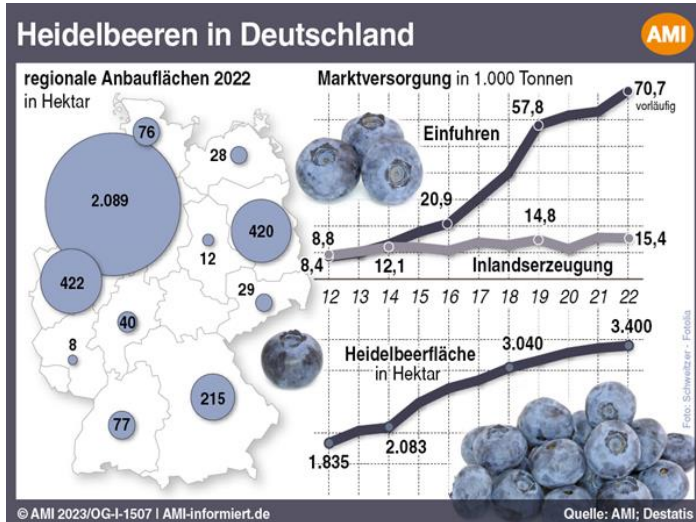 Heidelbeeren in Deutschland
AMI
regionale Anbauflächen 2022
in Hektar
76
28
2.089
420
12
422
29
40
8
215
77
Marktversorgung in 1.000 Tonnen
70,7
vorläufig
57,8
Einfuhren
20,9
14,8
8,8
15,4
8,4
12,1
Inlandserzeugung
12 13 14 15 16 17 18 19 20 21 22
3.400
3.040
Heidelbeerfläche
in Hektar
2.083
1.835
Foto: Schweitzer - Fotolia
© AMI 2023/OG-I-1507 I AMI-informiert.de
Quelle: AMI; Destatis